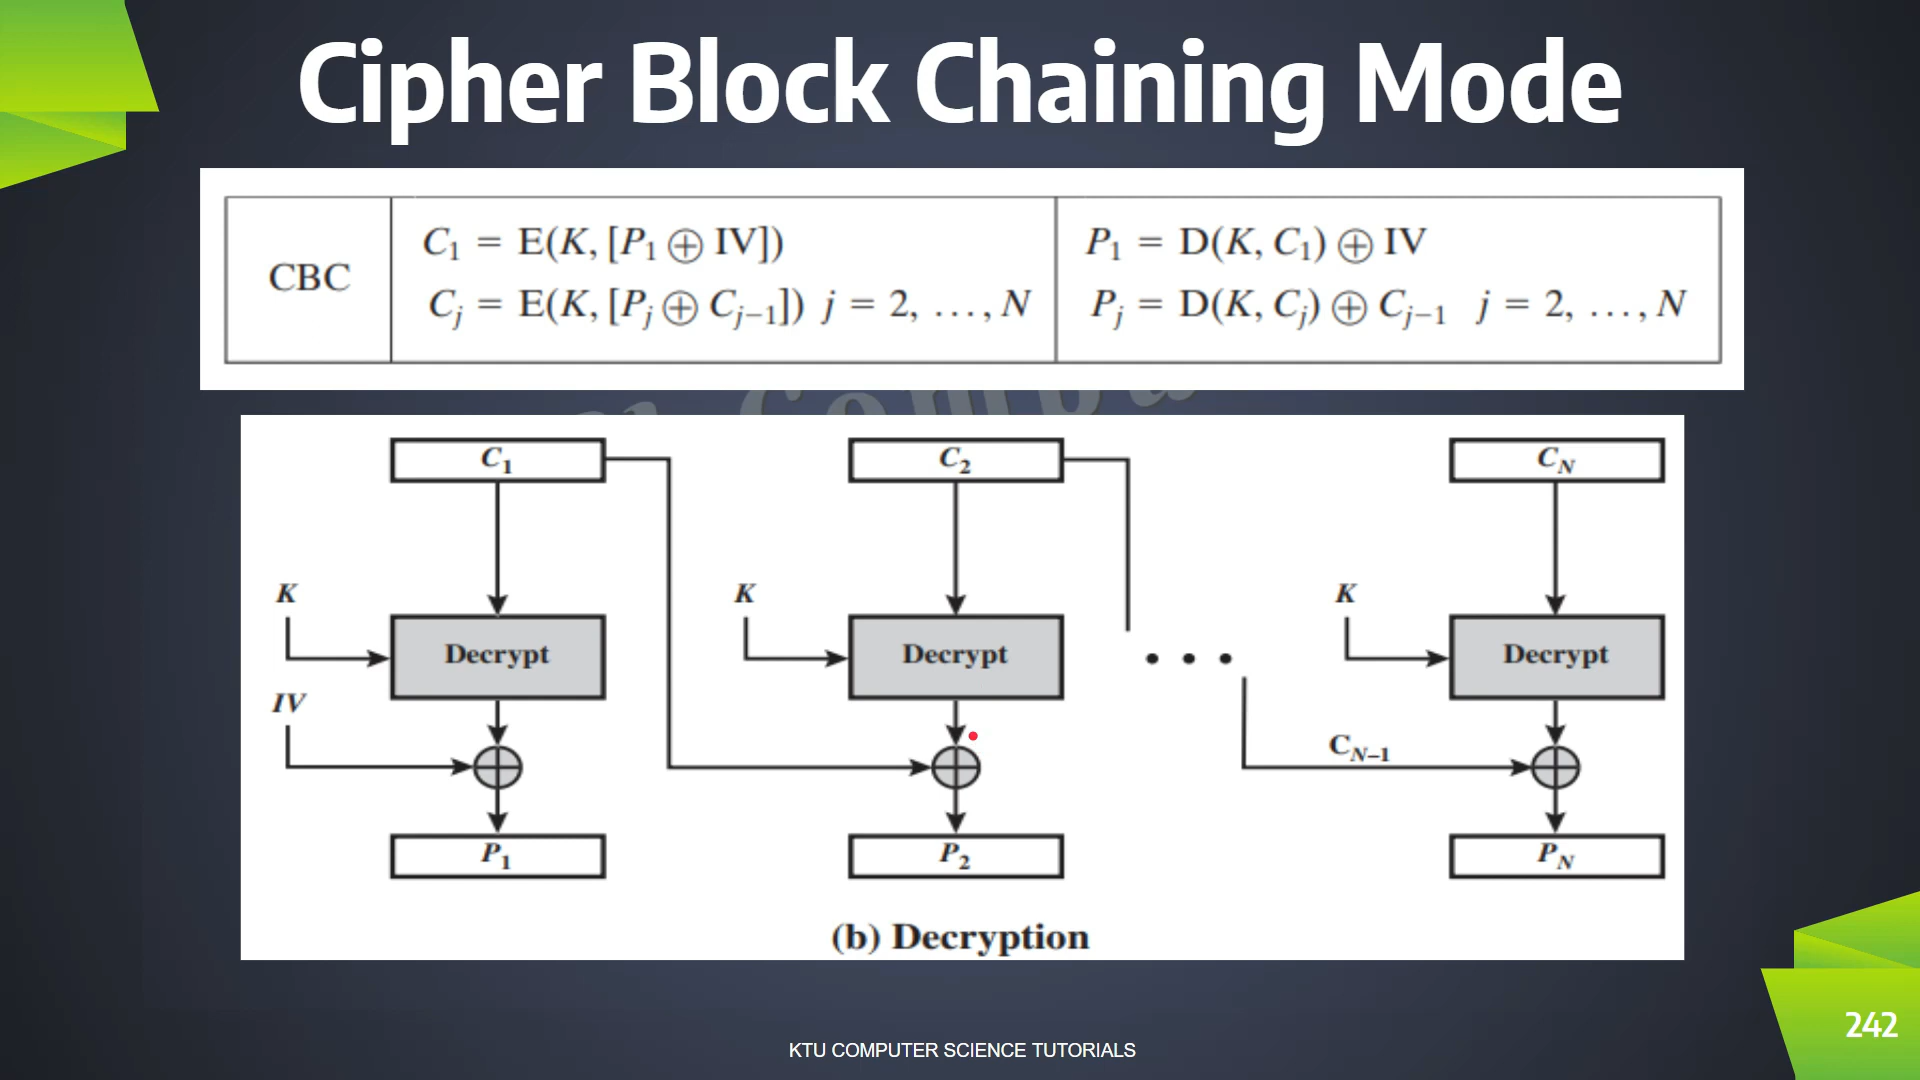 Cipher Block Chaining Mode
CBC
C₁ = E(K, [P₁ ⊕ IV])
Cⱼ = E(K, [Pⱼ ⊕ Cⱼ₋₁]) j = 2, ..., N
P₁ = D(K, C₁) ⊕ IV
Pⱼ = D(K, Cⱼ) ⊕ Cⱼ₋₁ j = 2, ..., N
C₁ C₂ C_N
K K K
Decrypt Decrypt • • • Decrypt
IV
C_N–1
P₁ P₂ P_N
(b) Decryption
242
KTU COMPUTER SCIENCE TUTORIALS